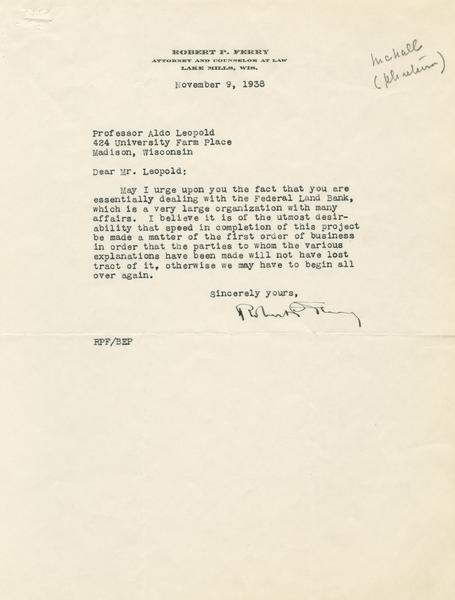 ROBERT P. FERRY
ATTORNEY AND COUNSELOR AT LAW
LAKE MILLS, WIS.
November 9, 1938
Professor Aldo Leopold
424 University Farm Place
Madison, Wisconsin
Dear Mr. Leopold:
May I urge upon you the fact that you are
essentially dealing with the Federal Land Bank,
which is a very large organization with many
affairs. I believe it is of the utmost desir-
ability that speed in completion of this project
be made a matter of the first order of business
in order that the parties to whom the various
explanations have been made will not have lost
tract of it, otherwise we may have to begin all
over again.
Sincerely yours,
Robert P. Ferry
RPF/BEP